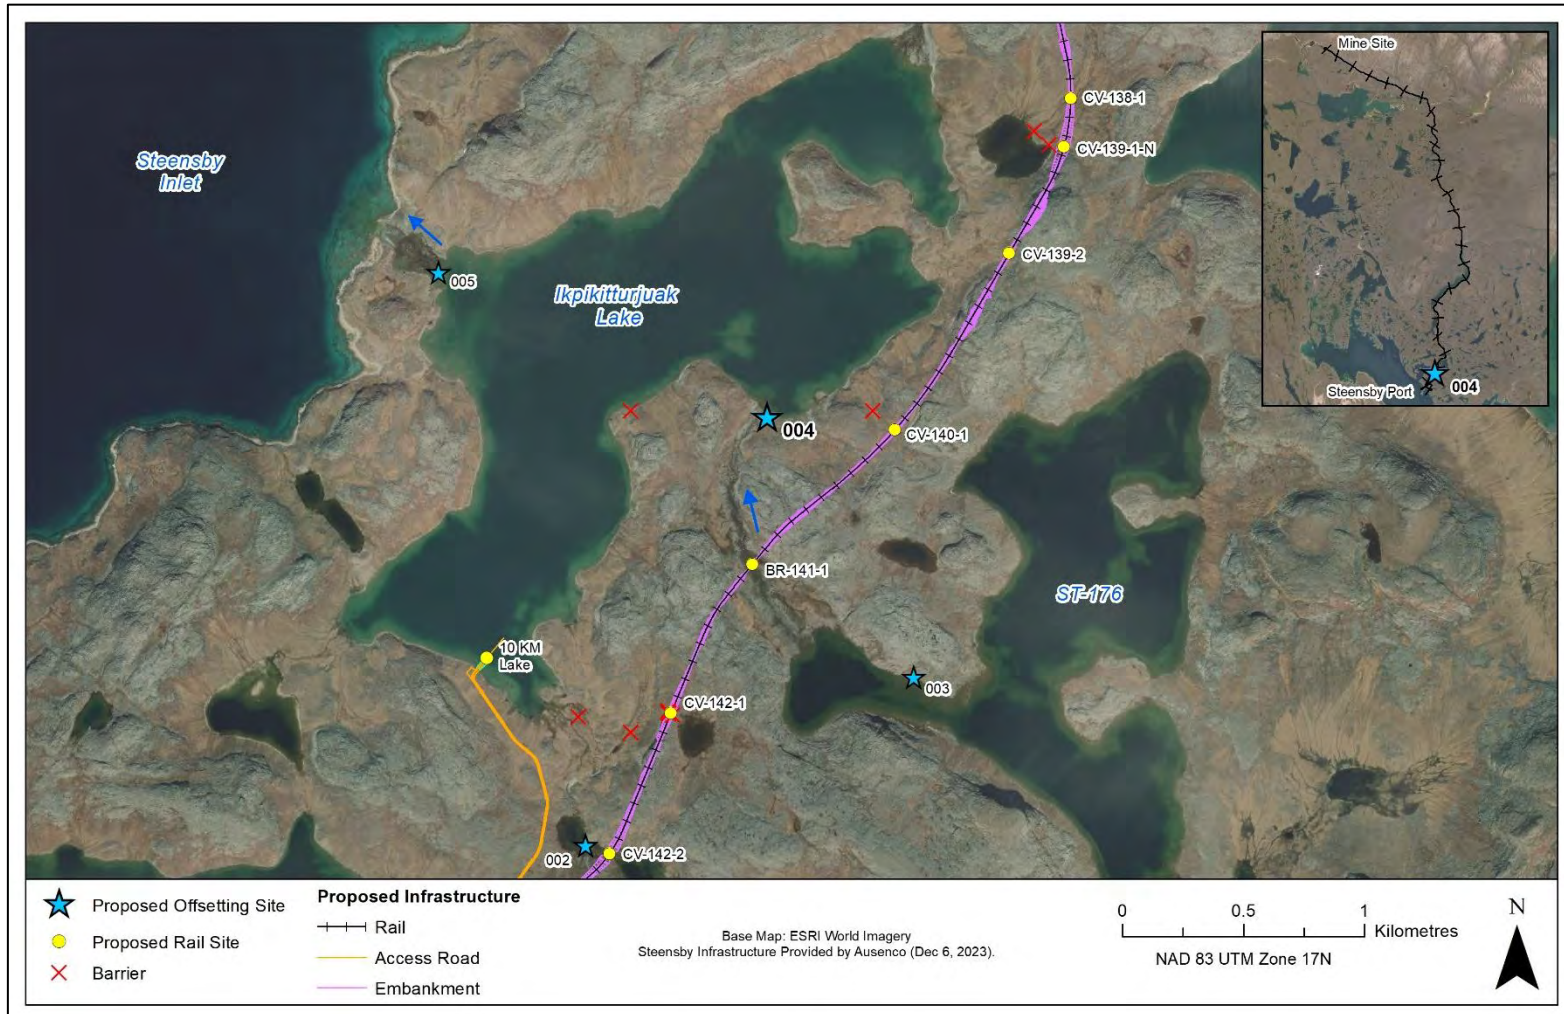 Mine Site
Steensby Port
004
CV-138-1
CV-139-1-N
Steensby
Inlet
CV-139-2
005
Ikpikitturjuak
Lake
004
CV-140-1
BR-141-1
ST-176
10 KM
Lake
003
CV-142-1
002
CV-142-2
Proposed Offsetting Site
Proposed Rail Site
Barrier
Proposed Infrastructure
Rail
Access Road
Embankment
Base Map: ESRI World Imagery
Steensby Infrastructure Provided by Ausenco (Dec 6, 2023).
0 0.5 1
Kilometres
NAD 83 UTM Zone 17N
N